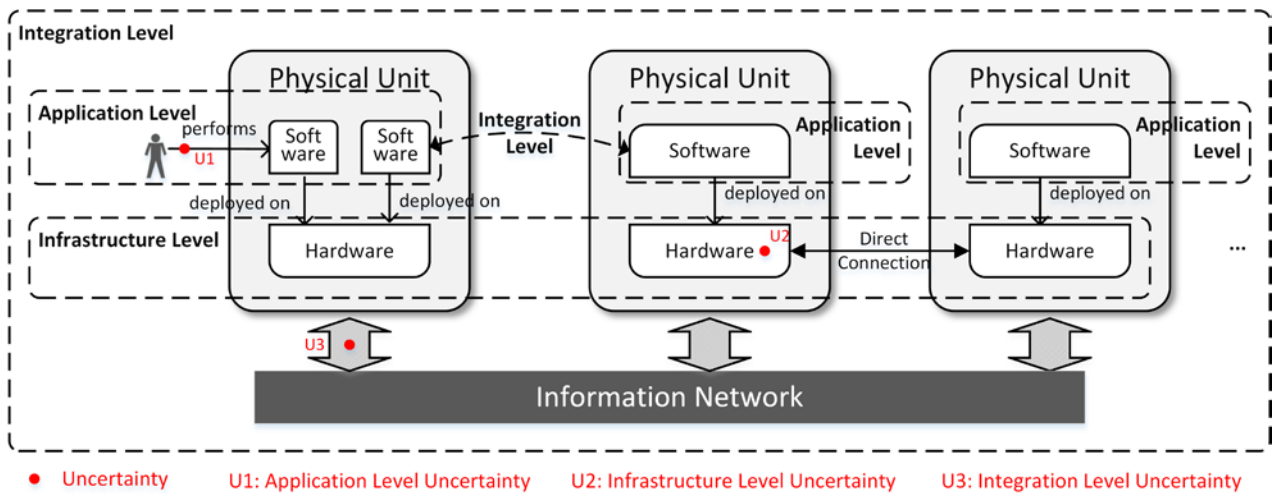 Integration Level
Physical Unit
Physical Unit
Physical Unit
Application Level
performs
U1
Soft
ware
Soft
ware
Integration
Level
Software
Application
Level
Software
Application
Level
deployed on
deployed on
deployed on
deployed on
Infrastructure Level
Hardware
Hardware
U2
Direct
Connection
Hardware
...
U3
Information Network
Uncertainty
U1: Application Level Uncertainty
U2: Infrastructure Level Uncertainty
U3: Integration Level Uncertainty